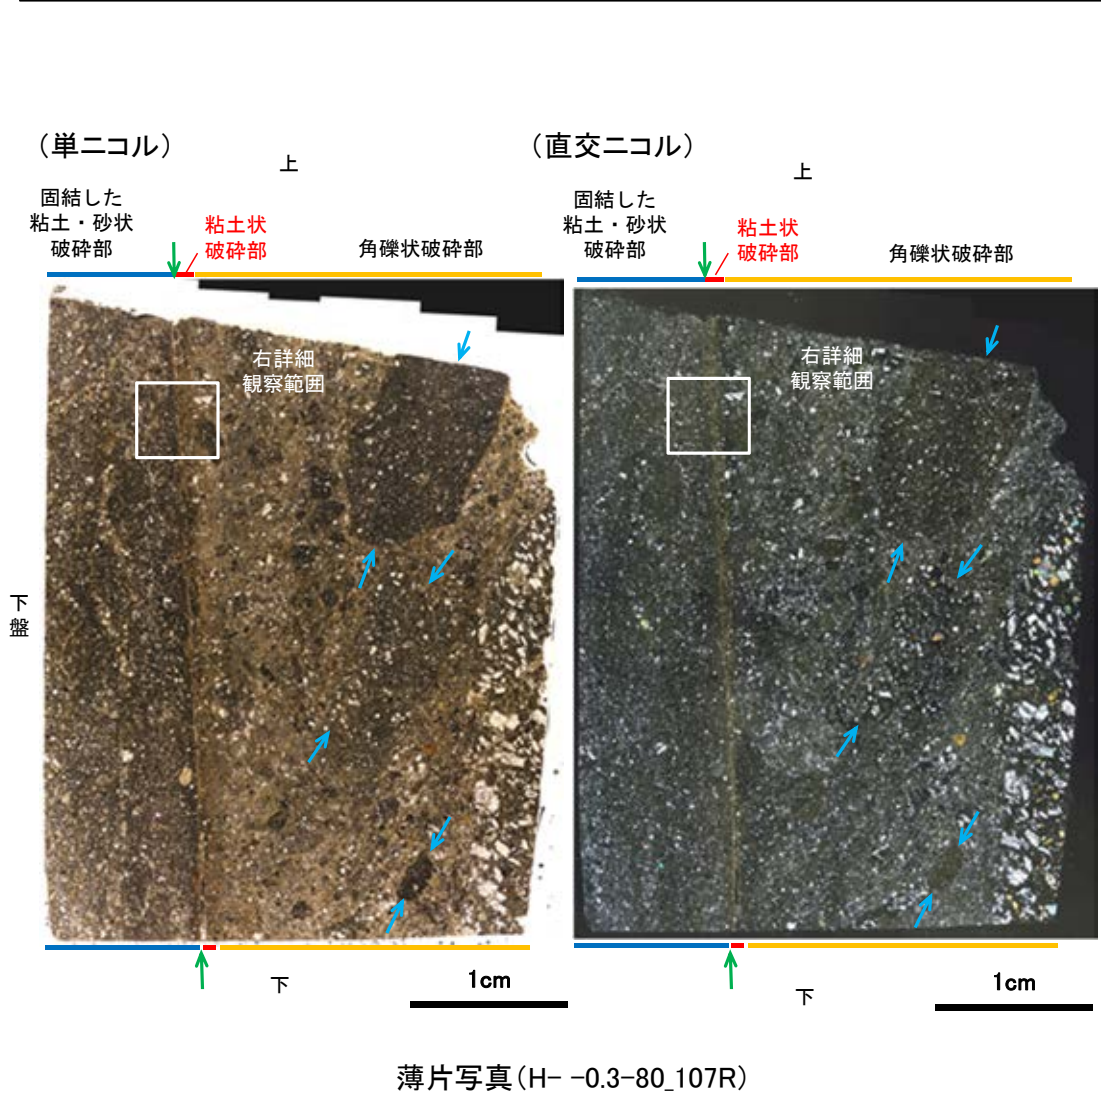 (単ニコル)
上
固結した
粘土・砂状
破砕部
粘土状
破砕部
角礫状破砕部
右詳細
観察範囲
下
盤
下
1cm
(直交ニコル)
上
固結した
粘土・砂状
破砕部
粘土状
破砕部
角礫状破砕部
右詳細
観察範囲
下
1cm
薄片写真(H- -0.3-80_107R)